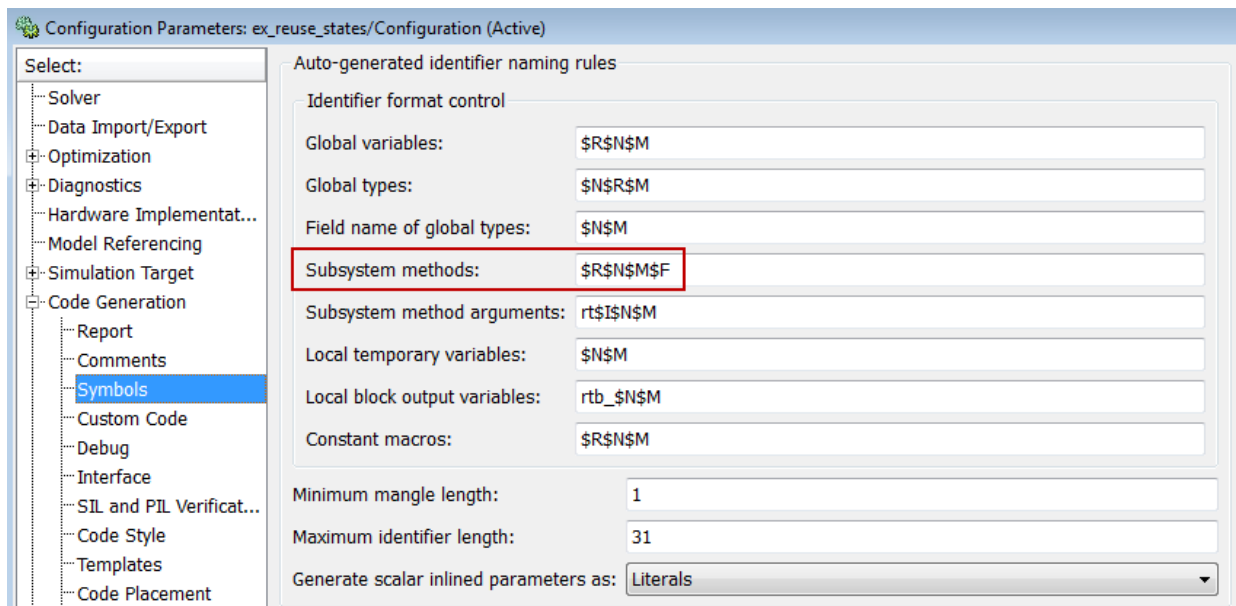 Configuration Parameters: ex_reuse_states/Configuration (Active)
Select:
Solver
Data Import/Export
Optimization
Diagnostics
Hardware Implementat...
Model Referencing
Simulation Target
Code Generation
Report
Comments
Symbols
Custom Code
Debug
Interface
SIL and PIL Verificat...
Code Style
Templates
Code Placement
Auto-generated identifier naming rules
Identifier format control
Global variables: $R$N$M
Global types: $N$R$M
Field name of global types: $N$M
Subsystem methods: $R$N$M$F
Subsystem method arguments: rt$I$N$M
Local temporary variables: $N$M
Local block output variables: rtb_$N$M
Constant macros: $R$N$M
Minimum mangle length: 1
Maximum identifier length: 31
Generate scalar inlined parameters as: Literals